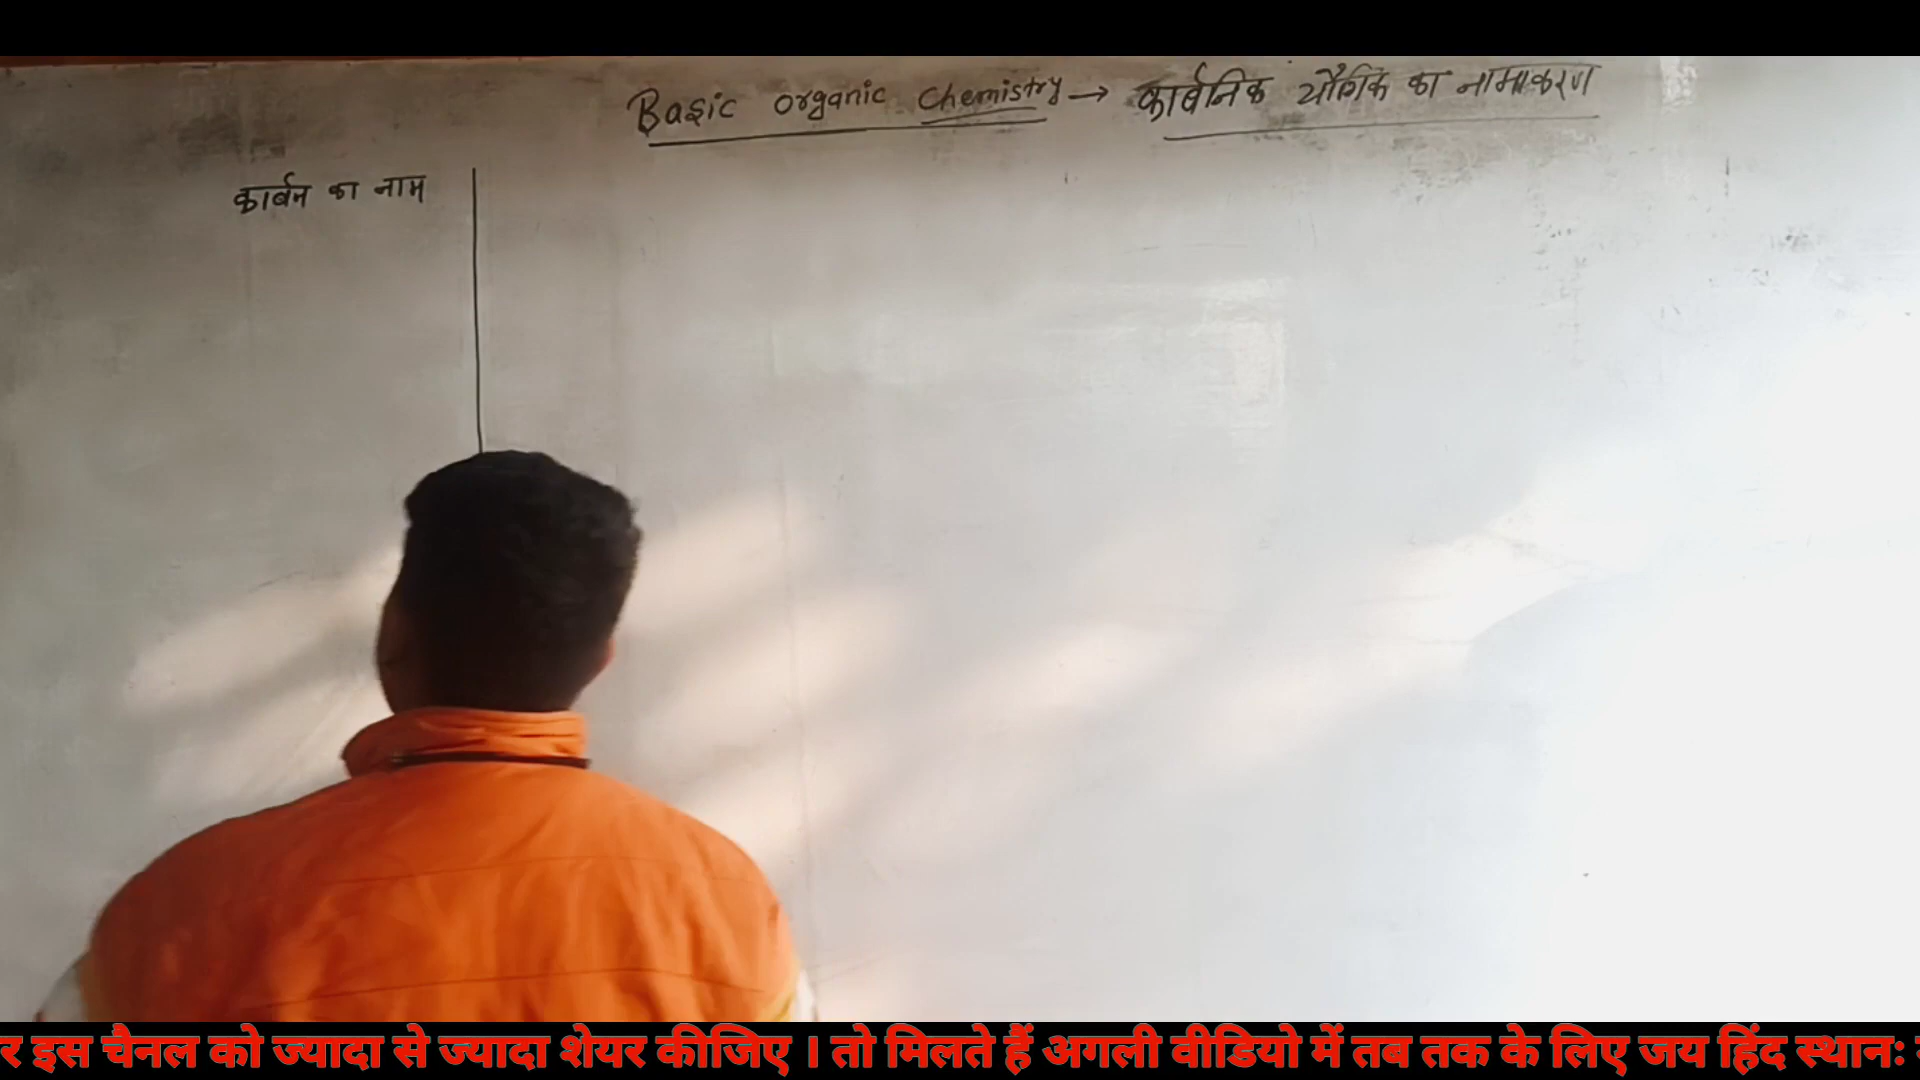 Basic organic Chemistry → कार्बनिक यौगिक का नामाकरण
कार्बन का नाम
र इस चैनल को ज्यादा से ज्यादा शेयर कीजिए । तो मिलते हैं अगली वीडियो में तब तक के लिए जय हिंद स्थानः